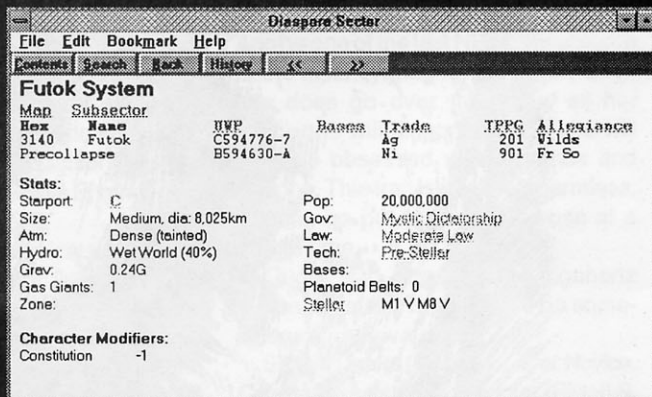 Diaspora Sector
File Edit Bookmark Help
Contents Search Back History << >>
Futok System
Map Subsector
Hex Name UWP Bases Trade TPPG Allegiance
3140 Futok C594776-7 Ag 201 Wilds
Precollapse B594630-A Ni 901 Fr So
Stats:
Starport: C Pop: 20,000,000
Size: Medium, dia: 8,025km Gov: Mystic Dictatorship
Atm: Dense (tainted) Law: Moderate Law
Hydro: Wet World (40%) Tech: Pre-Stellar
Grav: 0.24G Bases:
Gas Giants: 1 Planetoid Belts: 0
Zone: Stellar M1 V M8 V
Character Modifiers:
Constitution -1